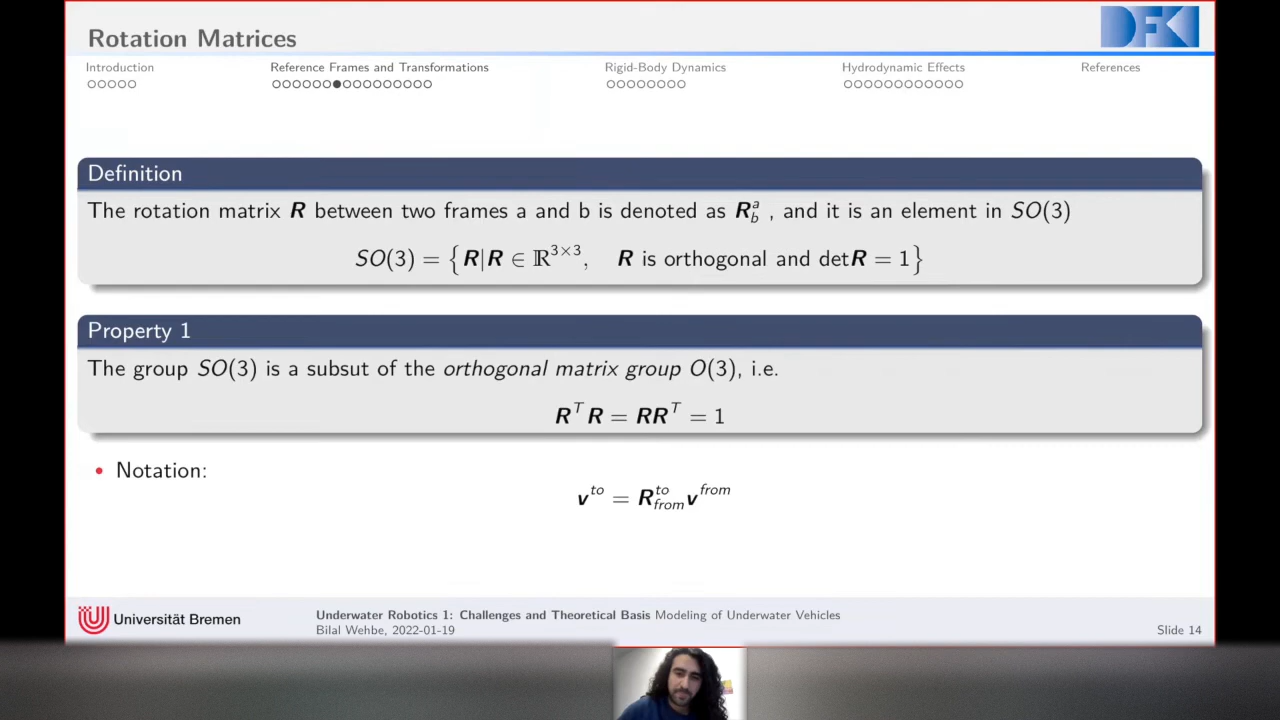 Rotation Matrices
DFK
Introduction
Reference Frames and Transformations
Rigid-Body Dynamics
Hydrodynamic Effects
References
Definition
The rotation matrix R between two frames a and b is denoted as R_b^a , and it is an element in SO(3)
SO(3) = {R|R ∈ ℝ^{3×3}, R is orthogonal and detR = 1}
Property 1
The group SO(3) is a subsut of the orthogonal matrix group O(3), i.e.
R^T R = RR^T = 1
• Notation:
v^{to} = R_{from}^{to} v^{from}
Universität Bremen
Underwater Robotics 1: Challenges and Theoretical Basis Modeling of Underwater Vehicles
Bilal Wehbe, 2022-01-19
Slide 14